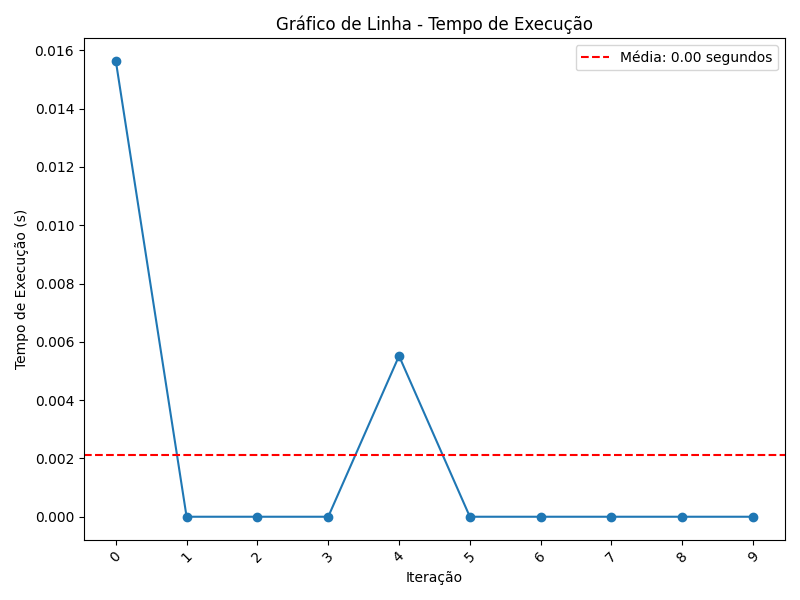 Gráfico de Linha - Tempo de Execução
Média: 0.00 segundos
Tempo de Execução (s)
0.016
0.014
0.012
0.010
0.008
0.006
0.004
0.002
0.000
0 1 2 3 4 5 6 7 8 9
Iteração